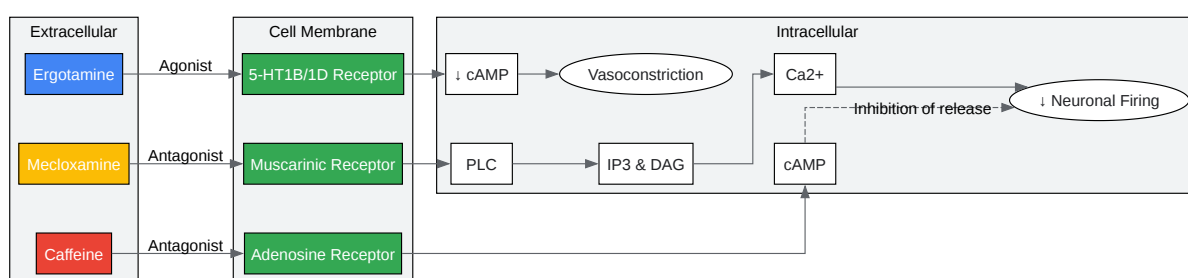 Extracellular
Cell Membrane
Intracellular
Ergotamine
Agonist
5-HT1B/1D Receptor
↓ cAMP
Vasoconstriction
Ca2+
↓ Neuronal Firing
Inhibition of release
Mecloxamine
Antagonist
Muscarinic Receptor
PLC
IP3 & DAG
cAMP
Caffeine
Antagonist
Adenosine Receptor